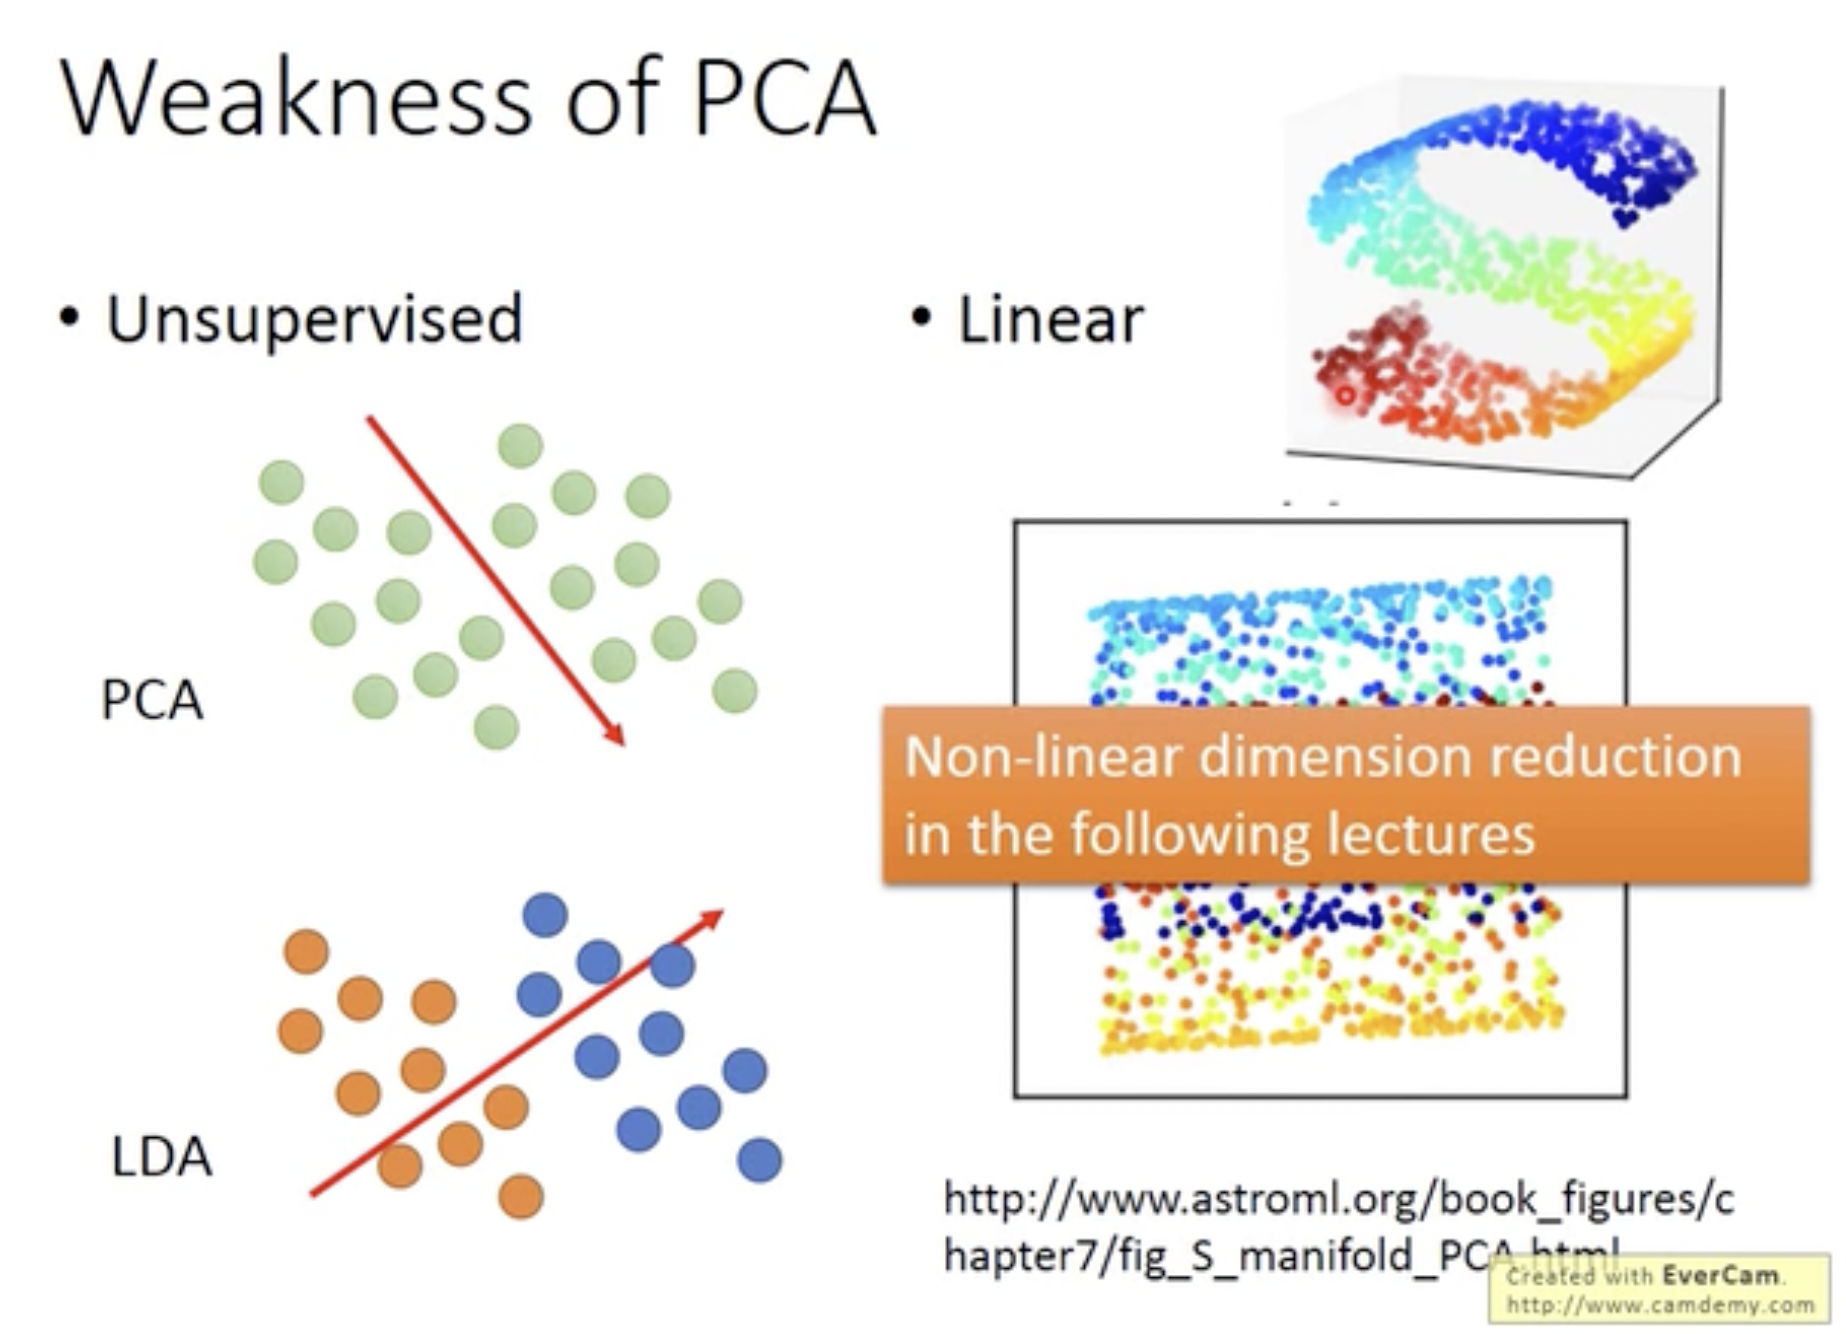 Weakness of PCA
• Unsupervised
• Linear
PCA
Non-linear dimension reduction
in the following lectures
LDA
http://www.astroml.org/book_figures/c
hapter7/fig_S_manifold_PCA.html
Created with EverCam.
http://www.camdemy.com